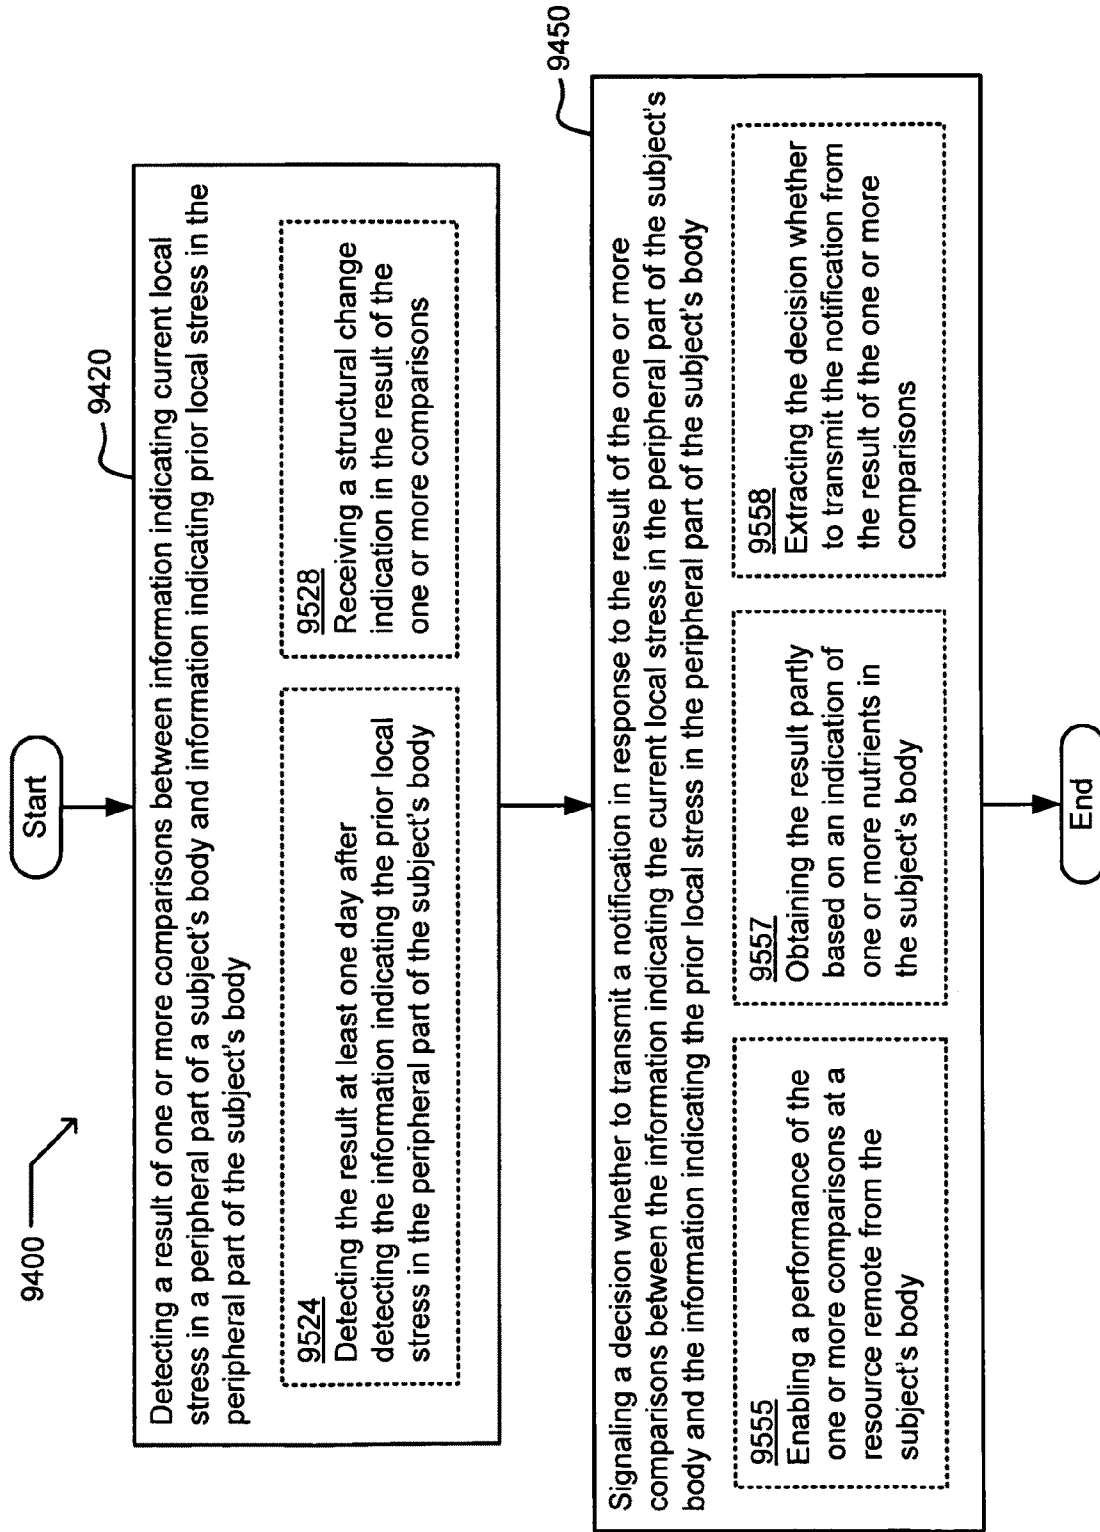 9400
Start
9420
Detecting a result of one or more comparisons between information indicating current local
stress in a peripheral part of a subject's body and information indicating prior local stress in the
peripheral part of the subject's body
9524
Detecting the result at least one day after
detecting the information indicating the prior local
stress in the peripheral part of the subject's body
9528
Receiving a structural change
indication in the result of the
one or more comparisons
9450
Signaling a decision whether to transmit a notification in response to the result of the one or more
comparisons between the information indicating the current local stress in the peripheral part of the subject's
body and the information indicating the prior local stress in the peripheral part of the subject's body
9555
Enabling a performance of the
one or more comparisons at a
resource remote from the
subject's body
9557
Obtaining the result partly
based on an indication of
one or more nutrients in
the subject's body
9558
Extracting the decision whether
to transmit the notification from
the result of the one or more
comparisons
End